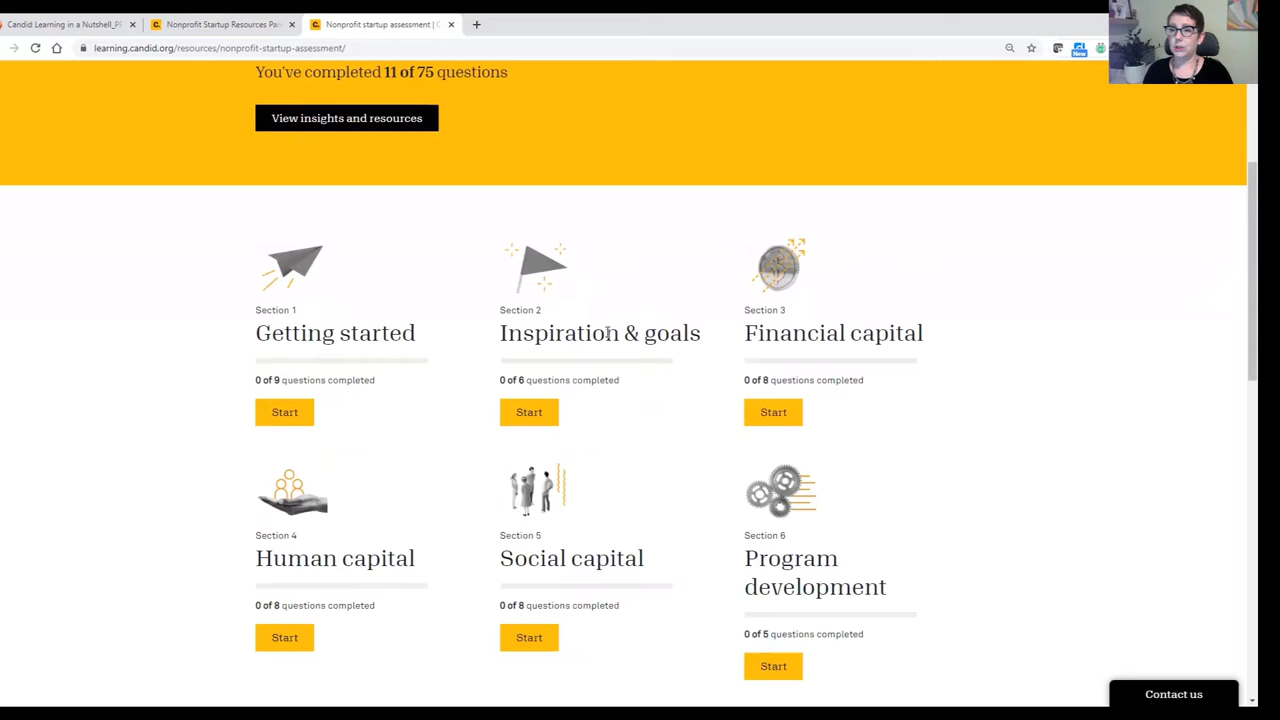 Candid Learning in a Nutshell_P
Nonprofit Startup Resources Pa
Nonprofit startup assessment | C
learning.candid.org/resources/nonprofit-startup-assessment/
New
You've completed 11 of 75 questions
View insights and resources
Section 1
Getting started
0 of 9 questions completed
Start
Section 2
Inspiration & goals
0 of 6 questions completed
Start
Section 3
Financial capital
0 of 8 questions completed
Start
Section 4
Human capital
0 of 8 questions completed
Start
Section 5
Social capital
0 of 8 questions completed
Start
Section 6
Program
development
0 of 5 questions completed
Start
Contact us